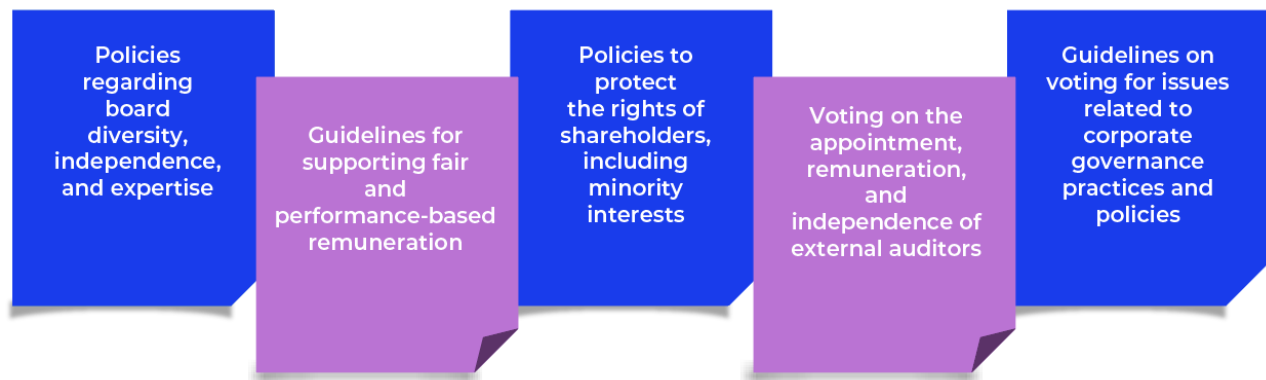 Policies
regarding
board
diversity,
independence,
and expertise
Guidelines for
supporting fair
and
performance-based
remuneration
Policies to
protect
the rights of
shareholders,
including
minority
interests
Voting on the
appointment,
remuneration,
and
independence of
external auditors
Guidelines on
voting for issues
related to
corporate
governance
practices and
policies